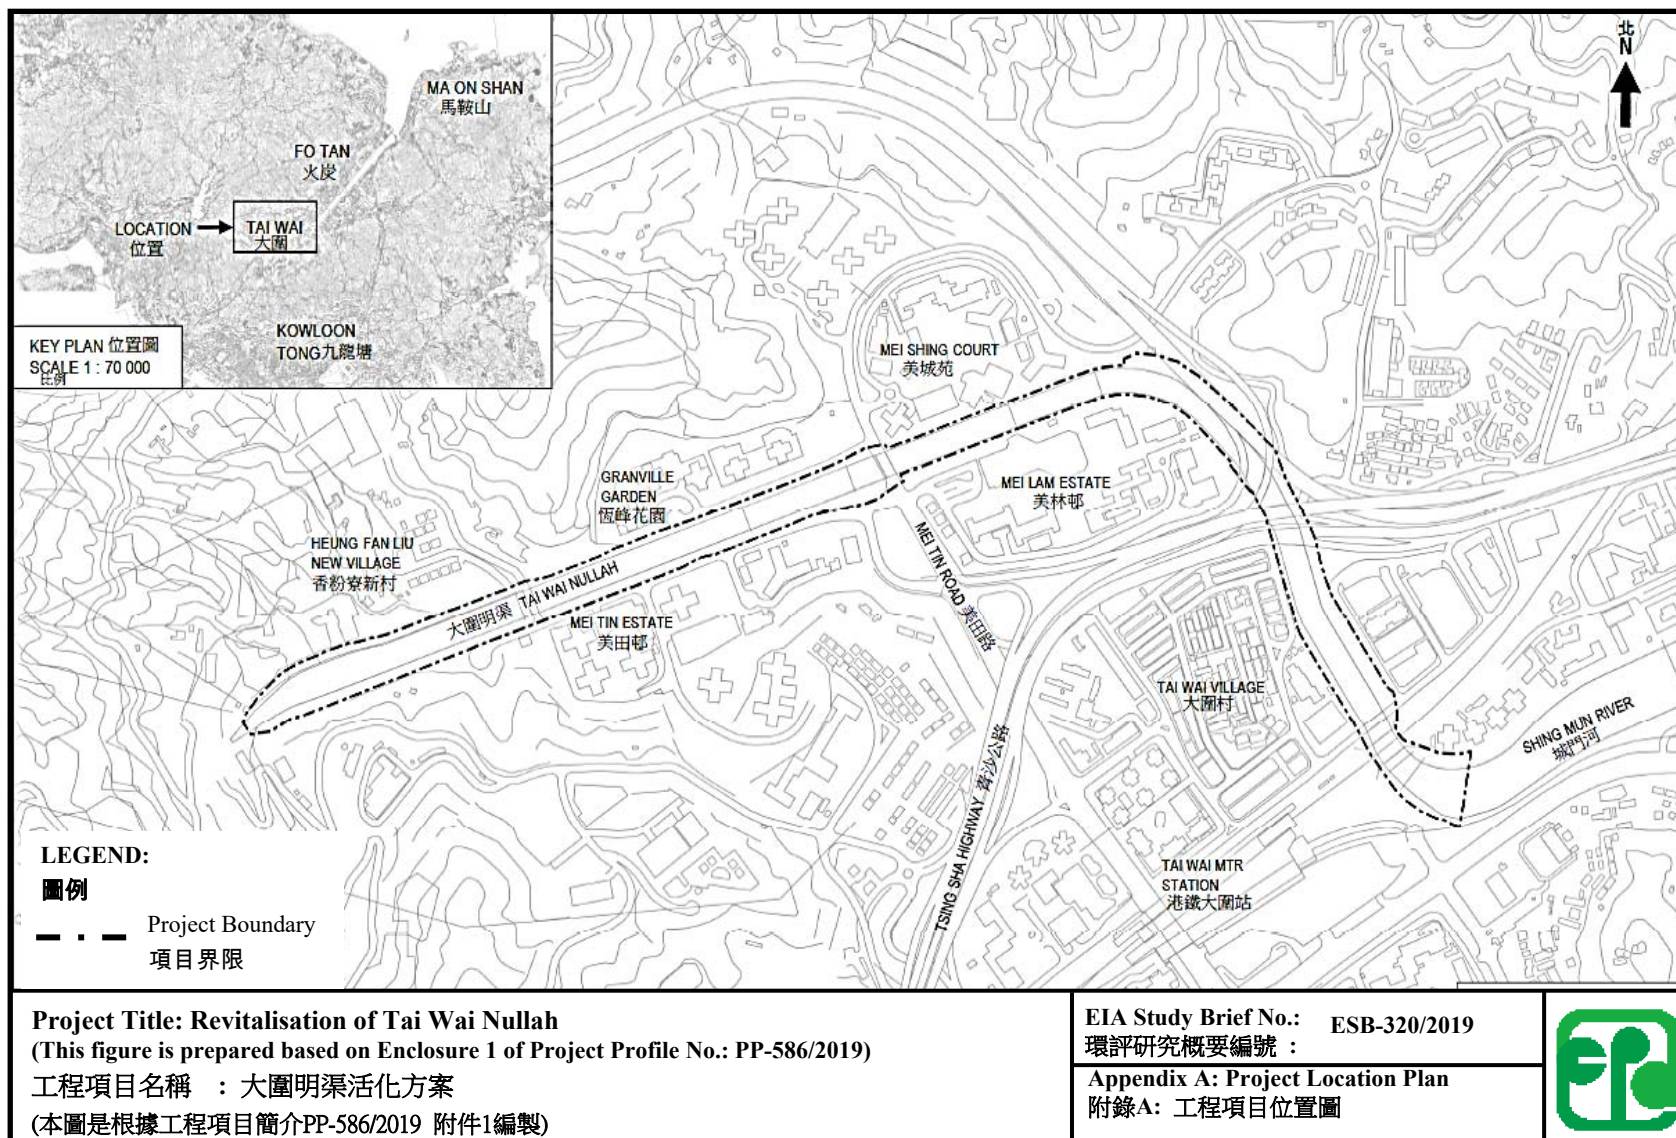 MA ON SHAN
馬鞍山
FO TAN
火炭
LOCATION
位置
TAI WAI
大圍
KOWLOON
TONG九龍塘
KEY PLAN 位置圖
SCALE 1 : 70 000
比例
北
N
MEI SHING COURT
美城苑
GRANVILLE
GARDEN
恆峰花園
MEI LAM ESTATE
美林邨
HEUNG FAN LIU
NEW VILLAGE
香粉寮新村
大圍明渠 TAI WAI NULLAH
MEI TIN ESTATE
美田邨
MEI TIN ROAD 美田路
TAI WAI VILLAGE
大圍村
SHING MUN RIVER
城門河
TSING SHA HIGHWAY 青沙公路
TAI WAI MTR
STATION
港鐵大圍站
LEGEND:
圖例
Project Boundary
項目界限
Project Title: Revitalisation of Tai Wai Nullah
(This figure is prepared based on Enclosure 1 of Project Profile No.: PP-586/2019)
工程項目名稱 : 大圍明渠活化方案
(本圖是根據工程項目簡介PP-586/2019 附件1編製)
EIA Study Brief No.: ESB-320/2019
環評研究概要編號 :
Appendix A: Project Location Plan
附錄A: 工程項目位置圖
epd